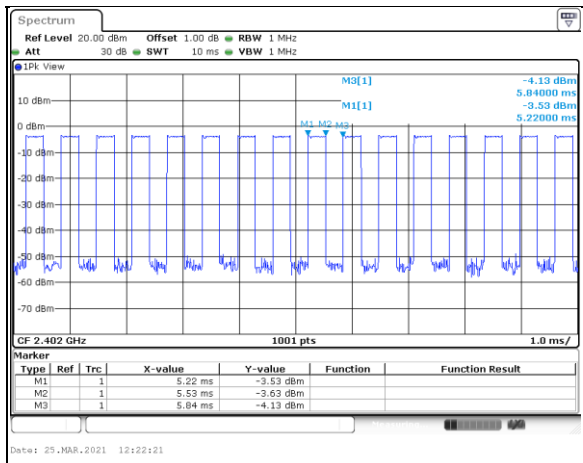 Spectrum
Ref Level 20.00 dBm Offset 1.00 dB RBW 1 MHz
Att 30 dB SWT 10 ms VBW 1 MHz
1Pk View
M3[1] -4.13 dBm
5.84000 ms
10 dBm M1[1] -3.53 dBm
5.22000 ms
0 dBm
M1 M2 M3
-10 dBm
-20 dBm
-30 dBm
-40 dBm
-50 dBm
-60 dBm
-70 dBm
CF 2.402 GHz 1001 pts 1.0 ms/
Marker
Type Ref Trc X-value Y-value Function Function Result
M1 1 5.22 ms -3.53 dBm
M2 1 5.53 ms -3.63 dBm
M3 1 5.84 ms -4.13 dBm
Date: 25.MAR.2021 12:22:21